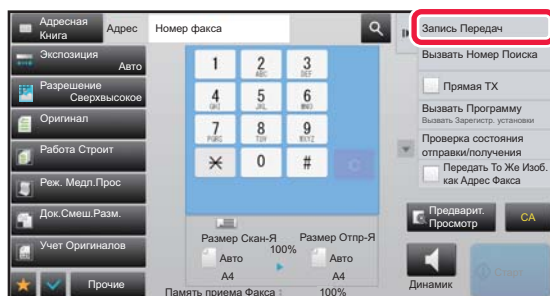 Адресная
Книга
Адрес
Номер факса
Запись Передач
Экспозиция
Авто
Вызвать Номер Поиска
Разрешение
Сверхвысокое
Прямая TX
Оригинал
Вызвать Программу
Вызвать Зарегистр. установки
Работа Строит
Проверка состояния
отправки/получения
Реж. Медл.Прос
Передать То Же Изоб.
как Адрес Факса
Док.Смеш.Разм.
Учет Оригиналов
Прочие
1
2
ABC
3
DEF
4
GHI
5
JKL
6
MNO
7
PQRS
8
TUV
9
WXYZ
0
#
C
Размер Скан-Я
100%
Размер Отпр-Я
Авто
A4
Авто
A4
Память приема Факса :
100%
Предварит.
Просмотр
CA
Динамик
Старт